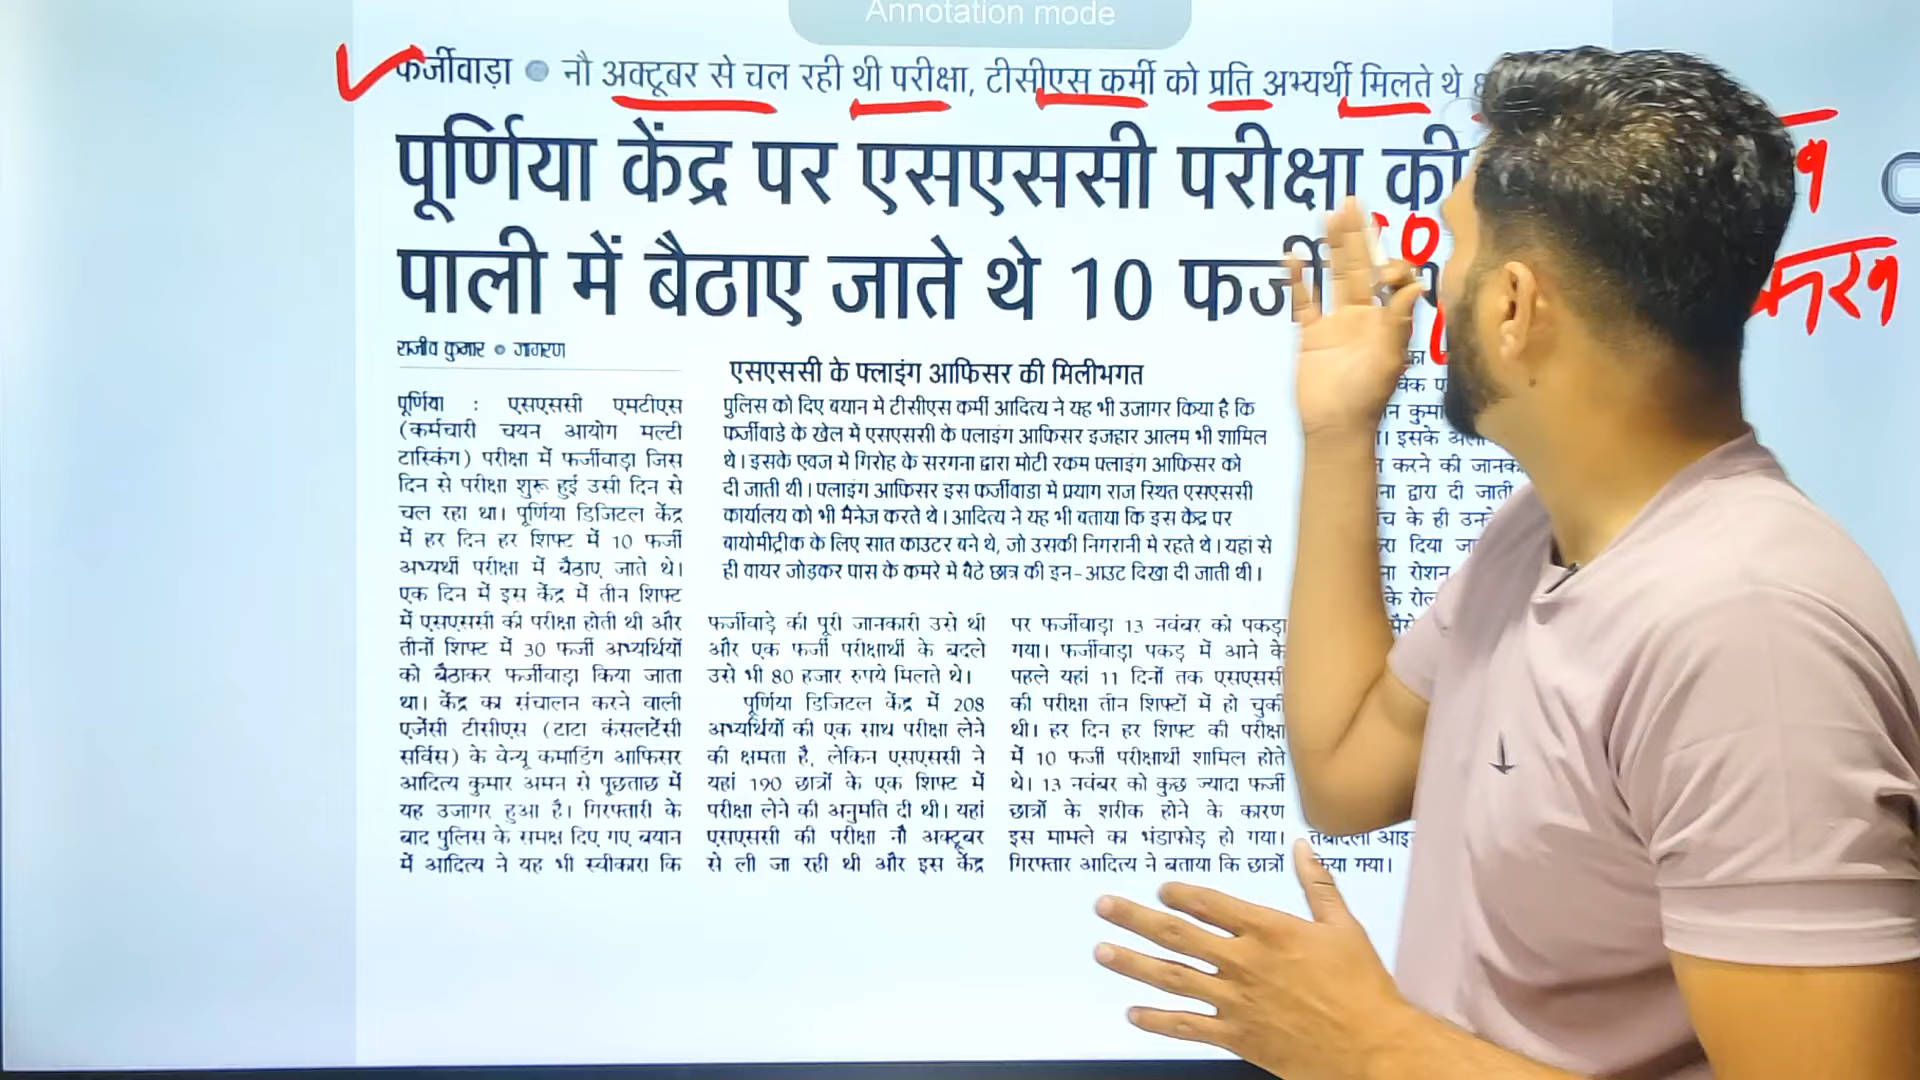 Annotation mode
फर्जीवाड़ा ● नौ अक्टूबर से चल रही थी परीक्षा, टीसीएस कर्मी को प्रति अभ्यर्थी मिलते थे
पूर्णिया केंद्र पर एसएससी परीक्षा की
पाली में बैठाए जाते थे 10 फर्जी
राजीव कुमार ● जागरण
पूर्णिया : एसएससी एमटीएस
(कर्मचारी चयन आयोग मल्टी
टास्किंग) परीक्षा में फर्जीवाड़ा जिस
दिन से परीक्षा शुरू हुई उसी दिन से
चल रहा था। पूर्णिया डिजिटल केंद्र
में हर दिन हर शिफ्ट में 10 फर्जी
अभ्यर्थी परीक्षा में बैठाए जाते थे।
एक दिन में इस केंद्र में तीन शिफ्ट
में एसएससी की परीक्षा होती थी और
तीनों शिफ्ट में 30 फर्जी अभ्यर्थियों
को बैठाकर फर्जीवाड़ा किया जाता
था। केंद्र का संचालन करने वाली
एजेंसी टीसीएस (टाटा कंसलटेंसी
सर्विस) के वेन्यू कमांडिंग आफिसर
आदित्य कुमार अमन से पूछताछ में
यह उजागर हुआ है। गिरफ्तारी के
बाद पुलिस के समक्ष दिए गए बयान
में आदित्य ने यह भी स्वीकारा कि
एसएससी के फ्लाइंग आफिसर की मिलीभगत
पुलिस को दिए बयान में टीसीएस कर्मी आदित्य ने यह भी उजागर किया है कि
फर्जीवाडे के खेल में एसएससी के फ्लाइंग आफिसर इजहार आलम भी शामिल
थे। इसके एवज में गिरोह के सरगना द्वारा मोटी रकम फ्लाइंग आफिसर को
दी जाती थी। फ्लाइंग आफिसर इस फर्जीवाडा में प्रयाग राज स्थित एसएससी
कार्यालय को भी मैनेज करते थे। आदित्य ने यह भी बताया कि इस केंद्र पर
बायोमीट्रीक के लिए सात काउटर बने थे, जो उसकी निगरानी मे रहते थे। यहां से
ही वायर जोड़कर पास के कमरे मे बैठे छात्र की इन-आउट दिखा दी जाती थी।
फर्जीवाड़े की पूरी जानकारी उसे थी
और एक फर्जी परीक्षार्थी के बदले
उसे भी 80 हजार रुपये मिलते थे।
पूर्णिया डिजिटल केंद्र में 208
अभ्यर्थियों की एक साथ परीक्षा लेने
की क्षमता है, लेकिन एसएससी ने
यहां 190 छात्रों के एक शिफ्ट में
परीक्षा लेने की अनुमति दी थी। यहां
एसएससी की परीक्षा नौ अक्टूबर
से ली जा रही थी और इस केंद्र
पर फर्जीवाड़ा 13 नवंबर को पकड़ा
गया। फर्जीवाड़ा पकड़ में आने के
पहले यहां 11 दिनों तक एसएससी
की परीक्षा तीन शिफ्टों में हो चुकी
थी। हर दिन हर शिफ्ट की परीक्षा
में 10 फर्जी परीक्षार्थी शामिल होते
थे। 13 नवंबर को कुछ ज्यादा फर्जी
छात्रों के शरीक होने के कारण
इस मामले का भंडाफोड़ हो गया।
गिरफ्तार आदित्य ने बताया कि छात्रों
कुमा
इसके
करने की
द्वारा दी जाती
के ही
दिया
रोशन
के रोल
तबादला
किया गया।